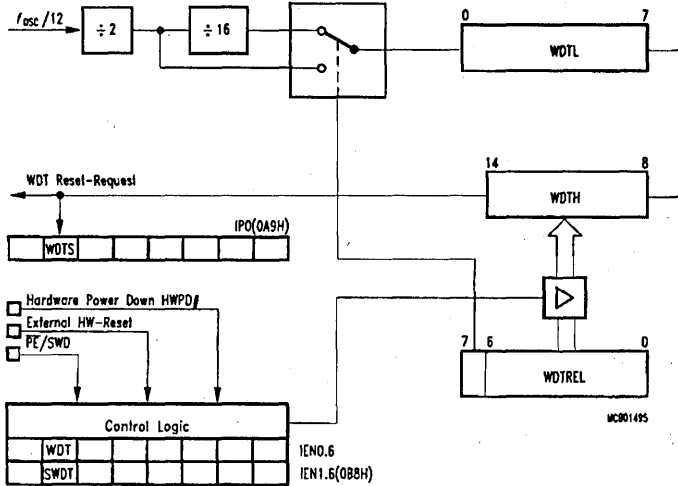 fosc/12
÷ 2
÷ 16
0 7
WDTL
WDT Reset-Request
14 8
WDTH
IP0(0A9H)
WDTS
Hardware Power Down HWPD#
External HW-Reset
PE/SWD
7 6 0
WDTREL
MCB01495
Control Logic
WDT
IEN0.6
SWDT
IEN1.6(0B8H)